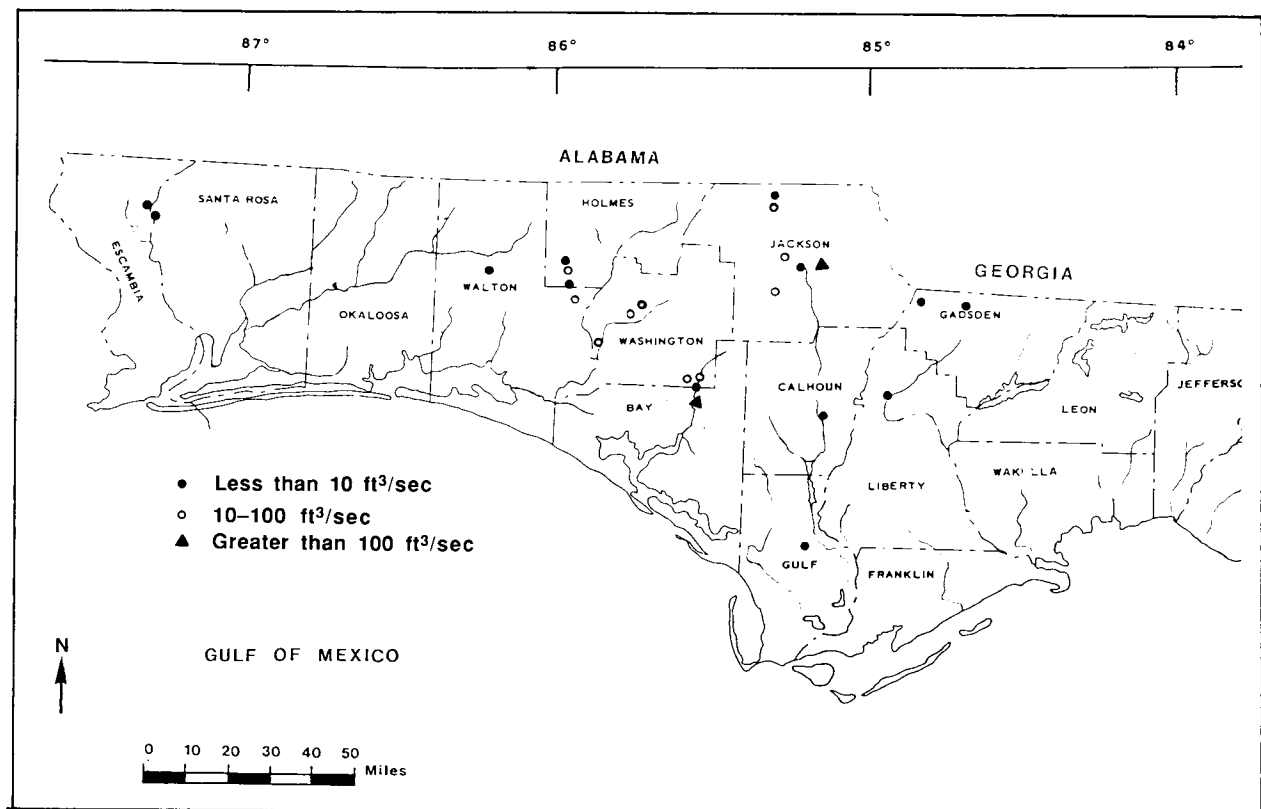 87° 86° 85° 84°
ALABAMA
SANTA ROSA
HOLMES
ESCAMBIA
JACKSON
GEORGIA
WALTON
OKALOOSA
GADSDEN
WASHINGTON
CALHOUN
JEFFERSO
BAY
LEON
Less than 10 ft³/sec
10–100 ft³/sec
Greater than 100 ft³/sec
LIBERTY
GULF
FRANKLIN
N
GULF OF MEXICO
0 10 20 30 40 50
Miles